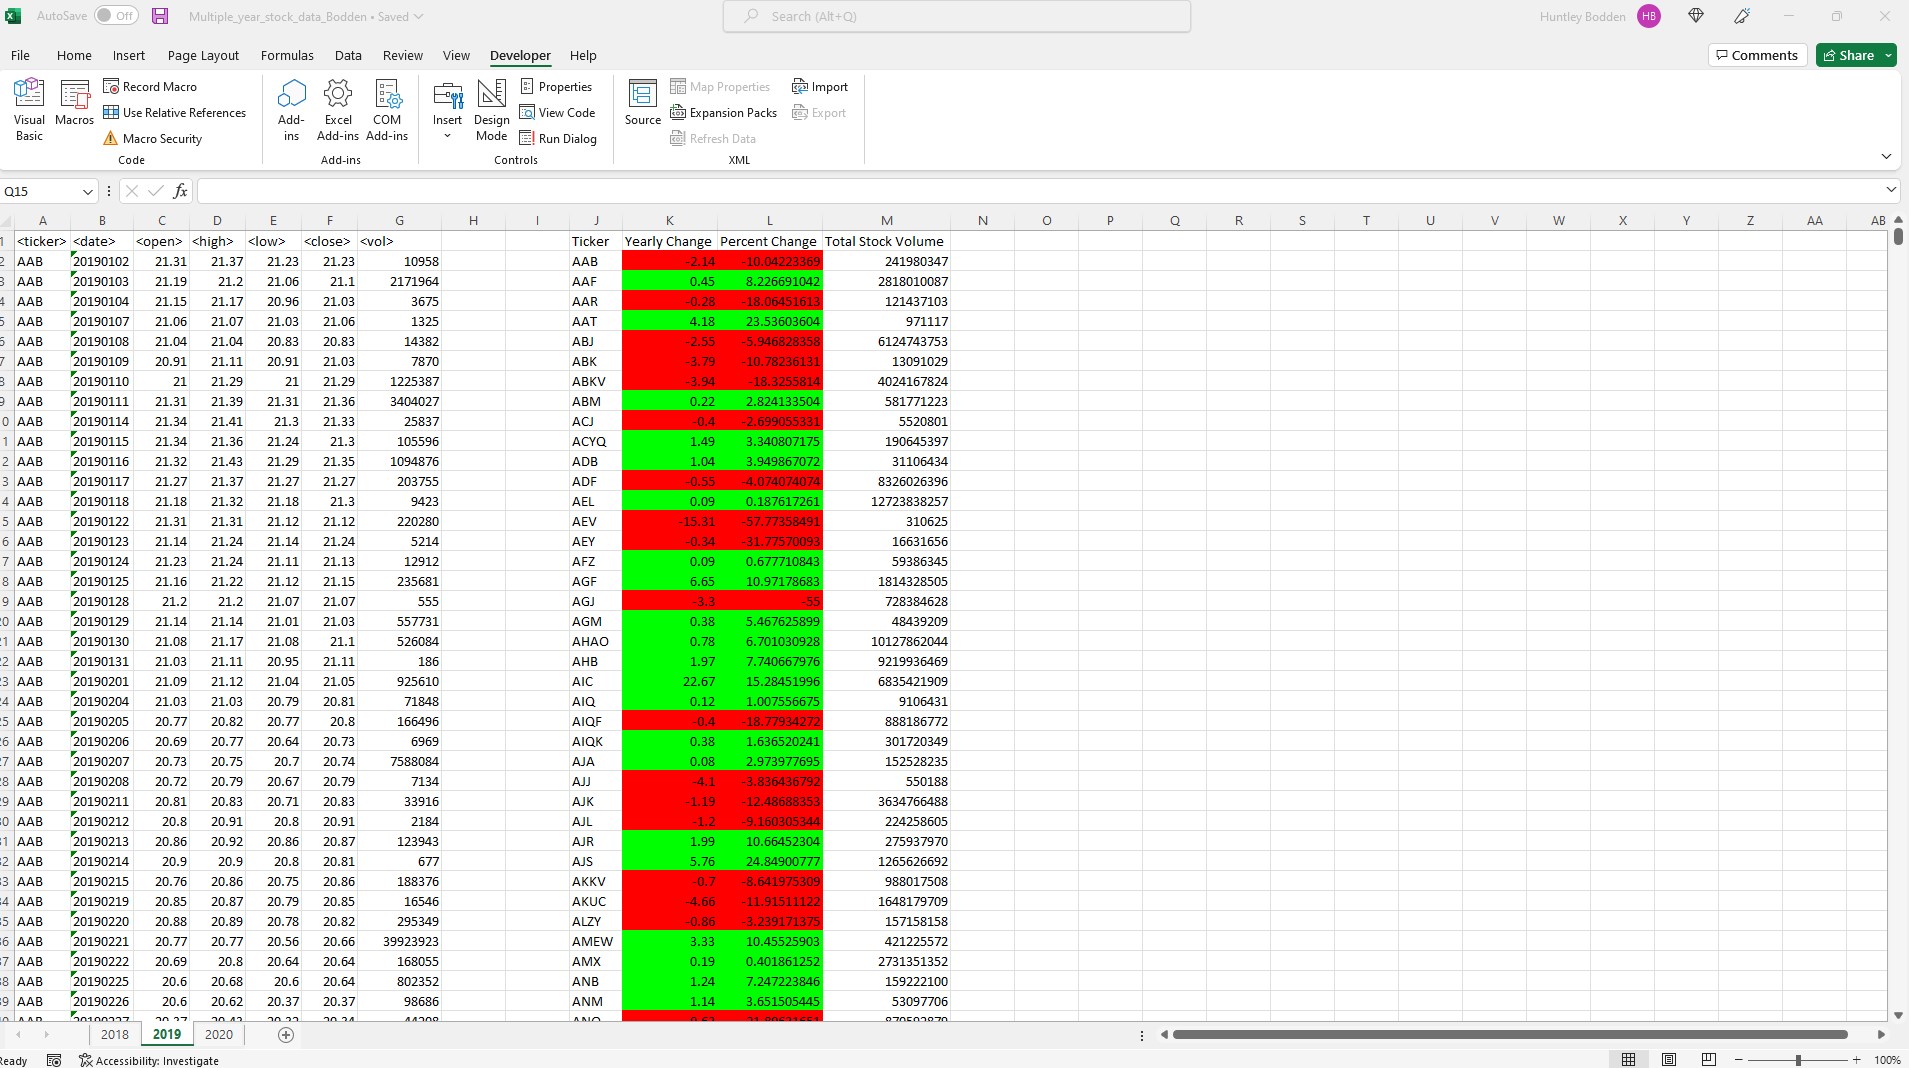 AutoSave Off Multiple_year_stock_data_Bodden • Saved Search (Alt+Q) Huntley Bodden HB
File Home Insert Page Layout Formulas Data Review View Developer Help Comments Share
Visual Basic
Macros
Record Macro
Use Relative References
Macro Security
Code
Add-ins
Excel Add-ins
COM Add-ins
Add-ins
Insert
Design Mode
Properties
View Code
Run Dialog
Controls
Source
Map Properties
Expansion Packs
Refresh Data
Import
Export
XML
Q15 fx
A B C D E F G H I J K L M N O P Q R S T U V W X Y Z AA AB
1 <ticker> <date> <open> <high> <low> <close> <vol> Ticker Yearly Change Percent Change Total Stock Volume
2 AAB 20190102 21.31 21.37 21.23 21.23 10958 AAB -2.14 -10.04223369 241980347
3 AAB 20190103 21.19 21.2 21.06 21.1 2171964 AAF 0.45 8.226691042 2818010087
4 AAB 20190104 21.15 21.17 20.96 21.03 3675 AAR -0.28 -18.06451613 121437103
5 AAB 20190107 21.06 21.07 21.03 21.06 1325 AAT 4.18 23.53603604 971117
6 AAB 20190108 21.04 21.04 20.83 20.83 14382 ABJ -2.55 -5.946828358 6124743753
7 AAB 20190109 20.91 21.11 20.91 21.03 7870 ABK -3.79 -10.78236131 13091029
8 AAB 20190110 21 21.29 21 21.29 1225387 ABKV -3.94 -18.3255814 4024167824
9 AAB 20190111 21.31 21.39 21.31 21.36 3404027 ABM 0.22 2.824133504 581771223
0 AAB 20190114 21.34 21.41 21.3 21.33 25837 ACJ -0.4 -2.699055331 5520801
1 AAB 20190115 21.34 21.36 21.24 21.3 105596 ACYQ 1.49 3.340807175 190645397
2 AAB 20190116 21.32 21.43 21.29 21.35 1094876 ADB 1.04 3.949867072 31106434
3 AAB 20190117 21.27 21.37 21.27 21.27 203755 ADF -0.55 -4.074074074 8326026396
4 AAB 20190118 21.18 21.32 21.18 21.3 9423 AEL 0.09 0.187617261 12723838257
5 AAB 20190122 21.31 21.31 21.12 21.12 220280 AEV -15.31 -57.77358491 310625
6 AAB 20190123 21.14 21.24 21.14 21.24 5214 AEY -0.34 -31.77570093 16631656
7 AAB 20190124 21.23 21.24 21.11 21.13 12912 AFZ 0.09 0.677710843 59386345
8 AAB 20190125 21.16 21.22 21.12 21.15 235681 AGF 6.65 10.97178683 1814328505
9 AAB 20190128 21.2 21.2 21.07 21.07 555 AGJ -3.3 -55 728384628
20 AAB 20190129 21.14 21.14 21.01 21.03 557731 AGM 0.38 5.467625899 48439209
21 AAB 20190130 21.08 21.17 21.08 21.1 526084 AHAO 0.78 6.701030928 10127862044
22 AAB 20190131 21.03 21.11 20.95 21.11 186 AHB 1.97 7.740667976 9219936469
23 AAB 20190201 21.09 21.12 21.04 21.05 925610 AIC 22.67 15.28451996 6835421909
24 AAB 20190204 21.03 21.03 20.79 20.81 71848 AIQ 0.12 1.007556675 9106431
25 AAB 20190205 20.77 20.82 20.77 20.8 166496 AIQF -0.4 -18.77934272 888186772
26 AAB 20190206 20.69 20.77 20.64 20.73 6969 AIQK 0.38 1.636520241 301720349
27 AAB 20190207 20.73 20.75 20.7 20.74 7588084 AJA 0.08 2.973977695 152528235
28 AAB 20190208 20.72 20.79 20.67 20.79 7134 AJJ -4.1 -3.836436792 550188
29 AAB 20190211 20.81 20.83 20.71 20.83 33916 AJK -1.19 -12.48688353 3634766488
30 AAB 20190212 20.8 20.91 20.8 20.91 2184 AJL -1.2 -9.160305344 224258605
31 AAB 20190213 20.86 20.92 20.86 20.87 123943 AJR 1.99 10.66452304 275937970
32 AAB 20190214 20.9 20.9 20.8 20.81 677 AJS 5.76 24.84900777 1265626692
33 AAB 20190215 20.76 20.86 20.75 20.86 188376 AKKV -0.7 -8.641975309 988017508
34 AAB 20190219 20.85 20.87 20.79 20.85 16546 AKUC -4.66 -11.91511122 1648179709
35 AAB 20190220 20.88 20.89 20.78 20.82 295349 ALZY -0.86 -3.239171375 157158158
36 AAB 20190221 20.77 20.77 20.56 20.66 39923923 AMEW 3.33 10.45525903 421225572
37 AAB 20190222 20.69 20.8 20.64 20.64 168055 AMX 0.19 0.401861252 2731351352
38 AAB 20190225 20.6 20.68 20.6 20.64 802352 ANB 1.24 7.247223846 159222100
39 AAB 20190226 20.6 20.62 20.37 20.37 98686 ANM 1.14 3.651505445 53097706
2018 2019 2020
Ready Accessibility: Investigate 100%